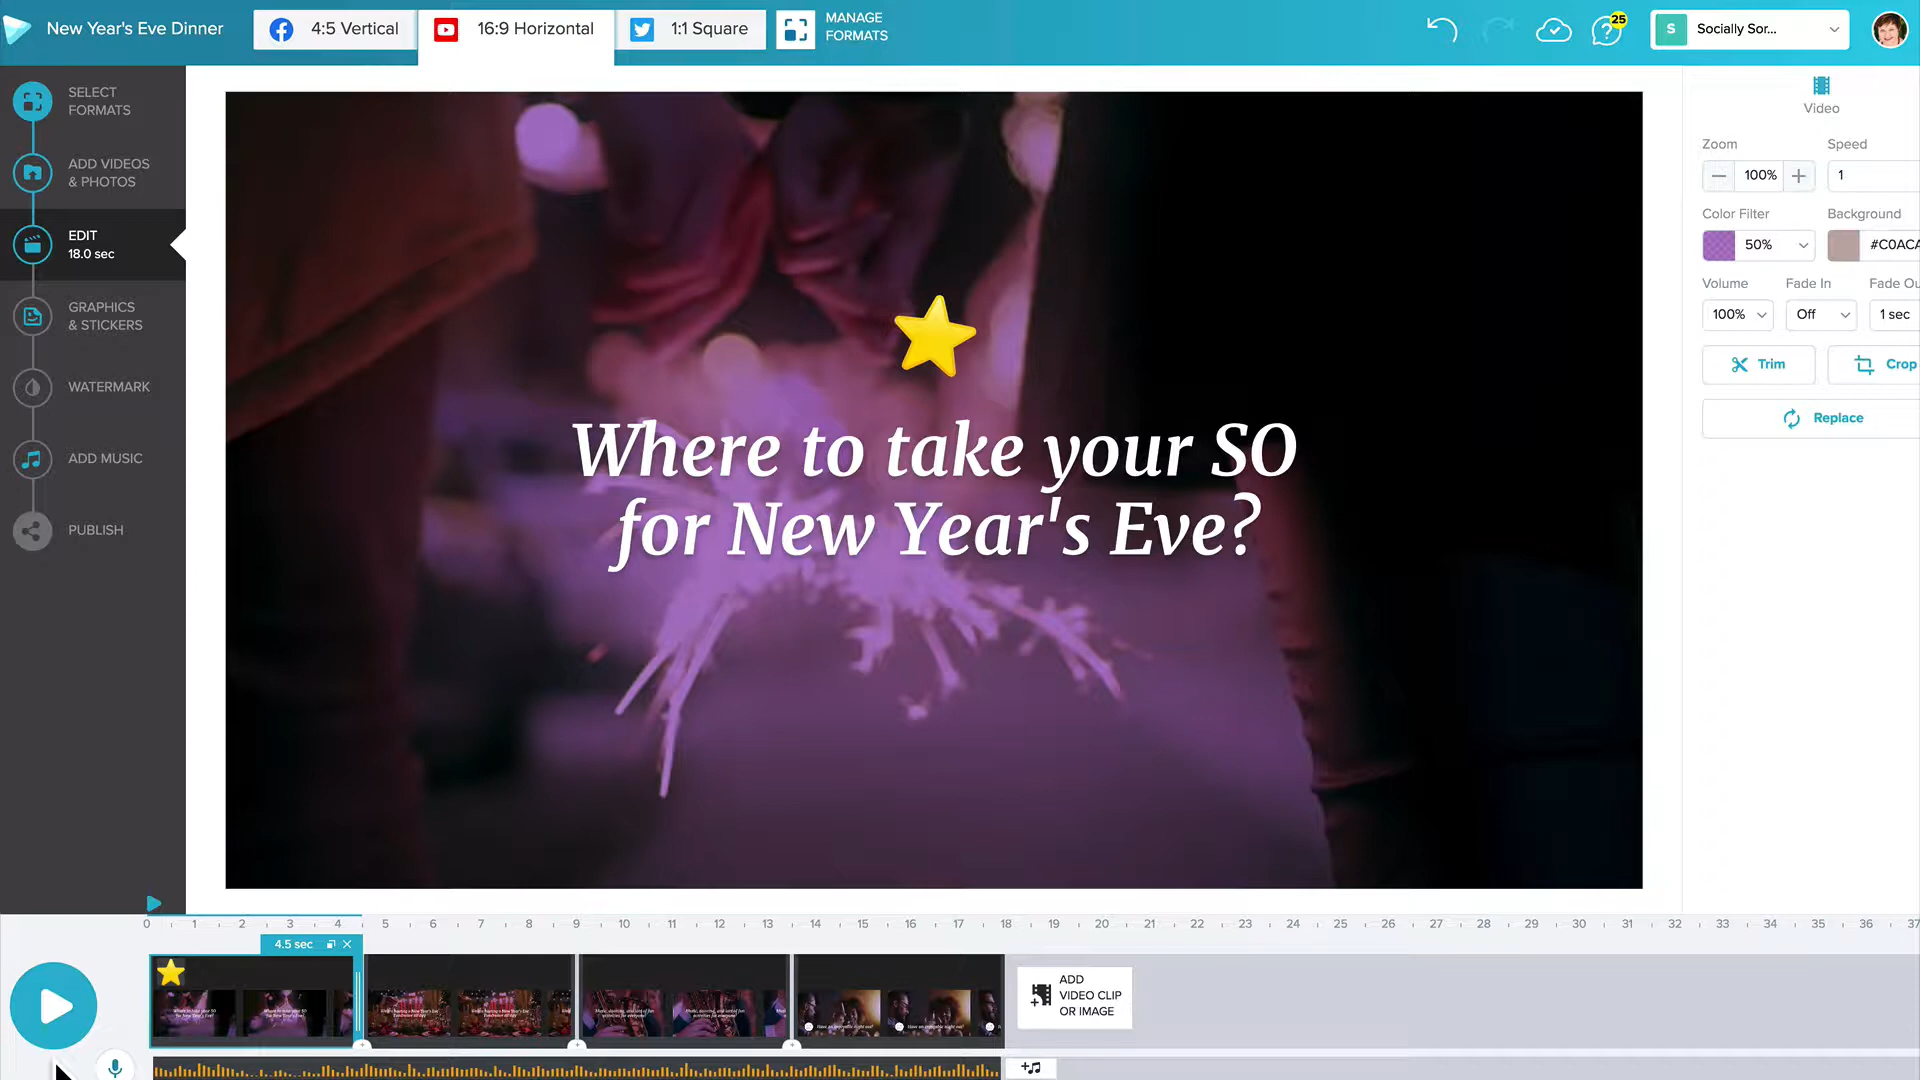 New Year's Eve Dinner
4:5 Vertical
16:9 Horizontal
1:1 Square
MANAGE
FORMATS
25
S
Socially Sor...
SELECT
FORMATS
ADD VIDEOS
& PHOTOS
EDIT
18.0 sec
GRAPHICS
& STICKERS
WATERMARK
ADD MUSIC
PUBLISH
Where to take your SO
for New Year's Eve?
Video
Zoom
Speed
100%
1
Color Filter
Background
50%
#C0ACA
Volume
Fade In
Fade Ou
100%
Off
1 sec
Trim
Crop
Replace
0 1 2 3 4 5 6 7 8 9 10 11 12 13 14 15 16 17 18 19 20 21 22 23 24 25 26 27 28 29 30 31 32 33 34 35 36 37
4.5 sec
ADD
VIDEO CLIP
OR IMAGE